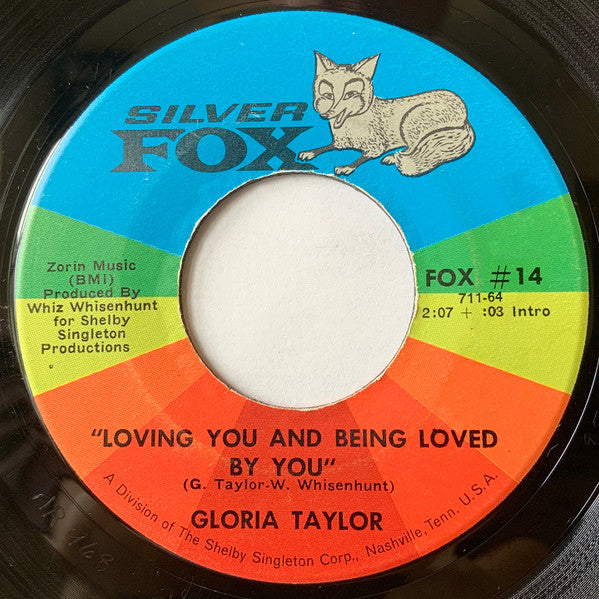 SILVER
FOX
Zorin Music
(BMI)
Produced By
Whiz Whisenhunt
for Shelby
Singleton
Productions
FOX #14
711-64
2:07 + :03 Intro
"LOVING YOU AND BEING LOVED
BY YOU"
(G. Taylor-W. Whisenhunt)
GLORIA TAYLOR
A Division of The Shelby Singleton Corp., Nashville, Tenn. U.S.A.